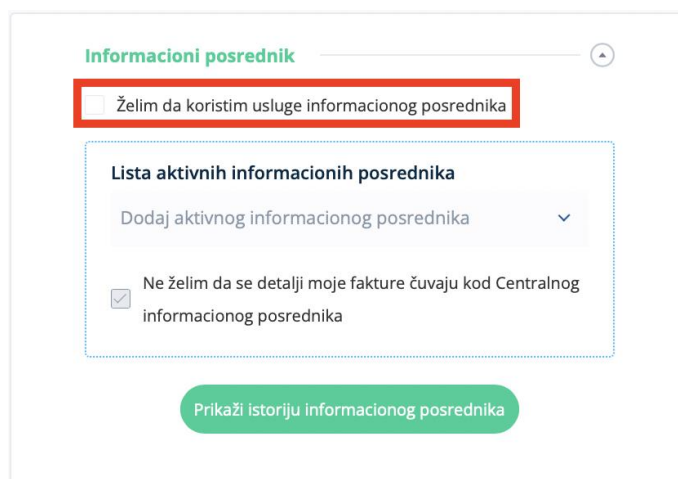 Informacioni posrednik
Želim da koristim usluge informacionog posrednika
Lista aktivnih informacionih posrednika
Dodaj aktivnog informacionog posrednika
Ne želim da se detalji moje fakture čuvaju kod Centralnog
informacionog posrednika
Prikaži istoriju informacionog posrednika